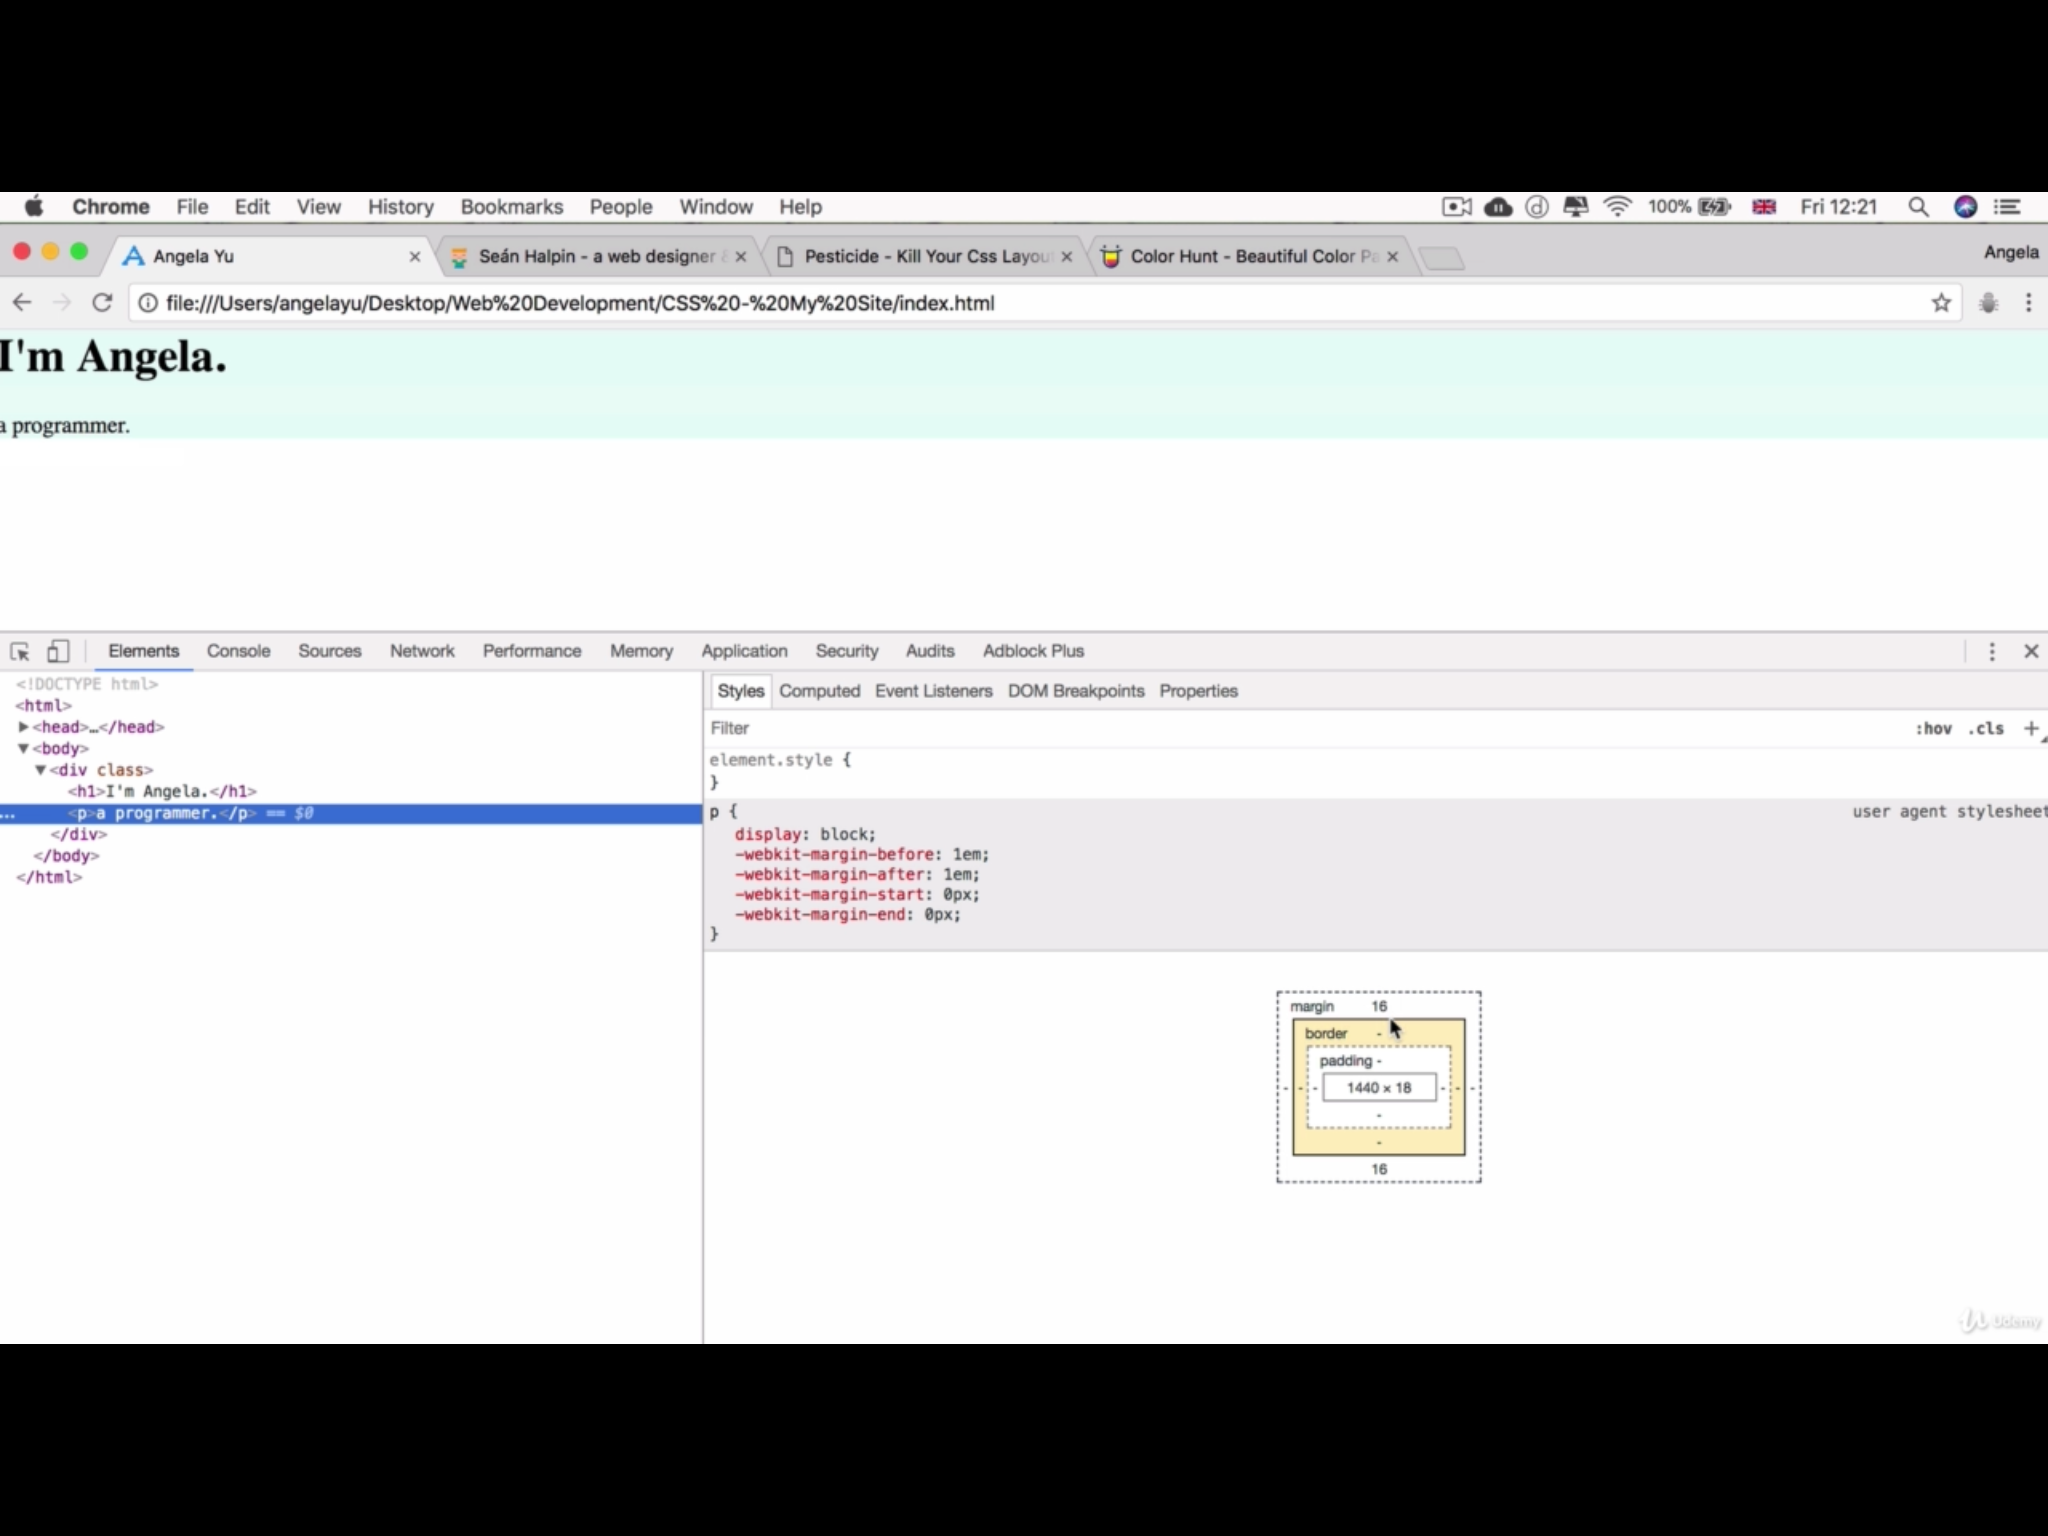 Chrome File Edit View History Bookmarks People Window Help 100% Fri 12:21
Angela Yu Seán Halpin - a web designer Pesticide - Kill Your Css Layou Color Hunt - Beautiful Color Pa Angela
file:///Users/angelayu/Desktop/Web%20Development/CSS%20-%20My%20Site/index.html
I'm Angela.
a programmer.
Elements Console Sources Network Performance Memory Application Security Audits Adblock Plus
<!DOCTYPE html>
<html>
<head>…</head>
<body>
<div class>
<h1>I'm Angela.</h1>
... <p>a programmer.</p> == $0
</div>
</body>
</html>
Styles Computed Event Listeners DOM Breakpoints Properties
Filter :hov .cls +
element.style {
}
p { user agent stylesheet
display: block;
-webkit-margin-before: 1em;
-webkit-margin-after: 1em;
-webkit-margin-start: 0px;
-webkit-margin-end: 0px;
}
margin 16
border -
padding -
- - - 1440 × 18 - - -
-
-
16
Udemy